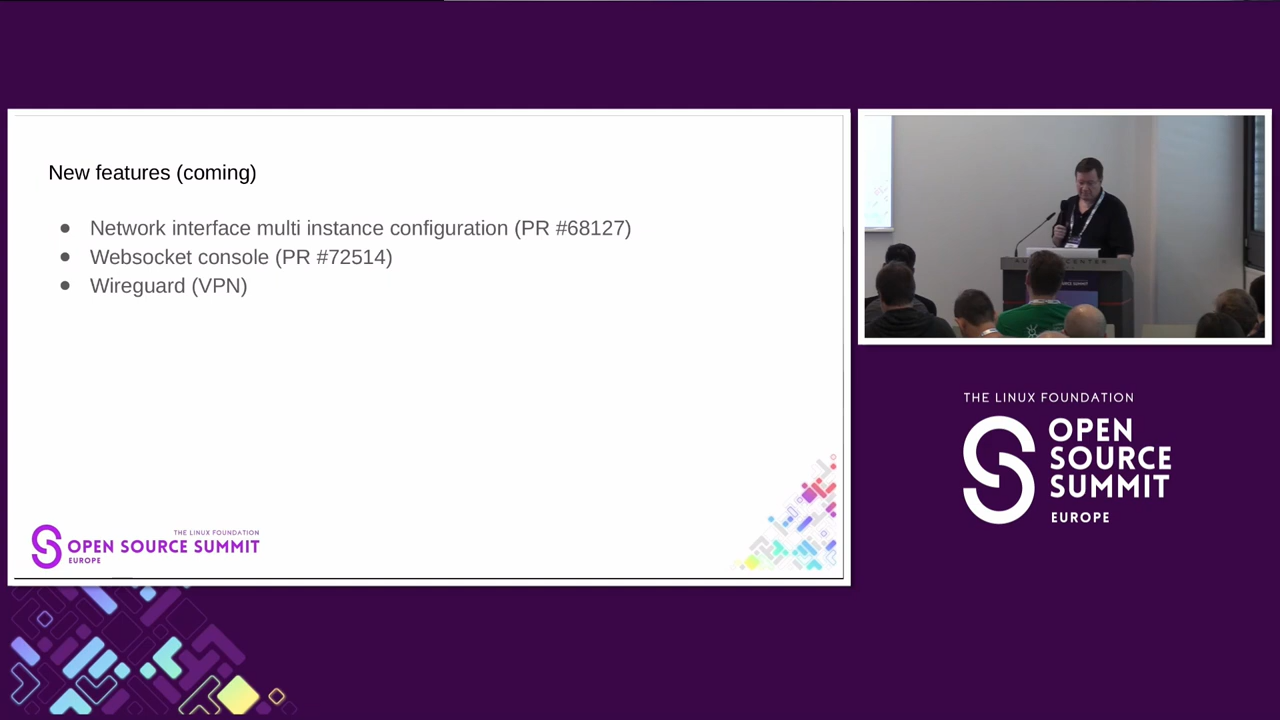 New features (coming)
● Network interface multi instance configuration (PR #68127)
● Websocket console (PR #72514)
● Wireguard (VPN)
THE LINUX FOUNDATION
OPEN SOURCE SUMMIT
EUROPE
THE LINUX FOUNDATION
OPEN
SOURCE
SUMMIT
EUROPE